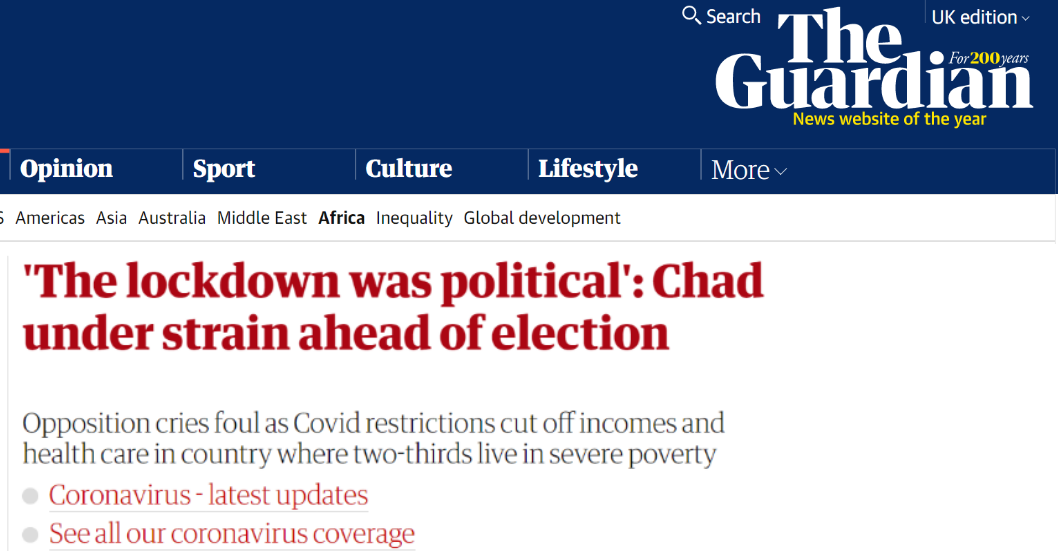 Search
UK edition
The
Guardian
For 200 years
News website of the year
Opinion Sport Culture Lifestyle More
S Americas Asia Australia Middle East Africa Inequality Global development
'The lockdown was political': Chad
under strain ahead of election
Opposition cries foul as Covid restrictions cut off incomes and
health care in country where two-thirds live in severe poverty
Coronavirus - latest updates
See all our coronavirus coverage